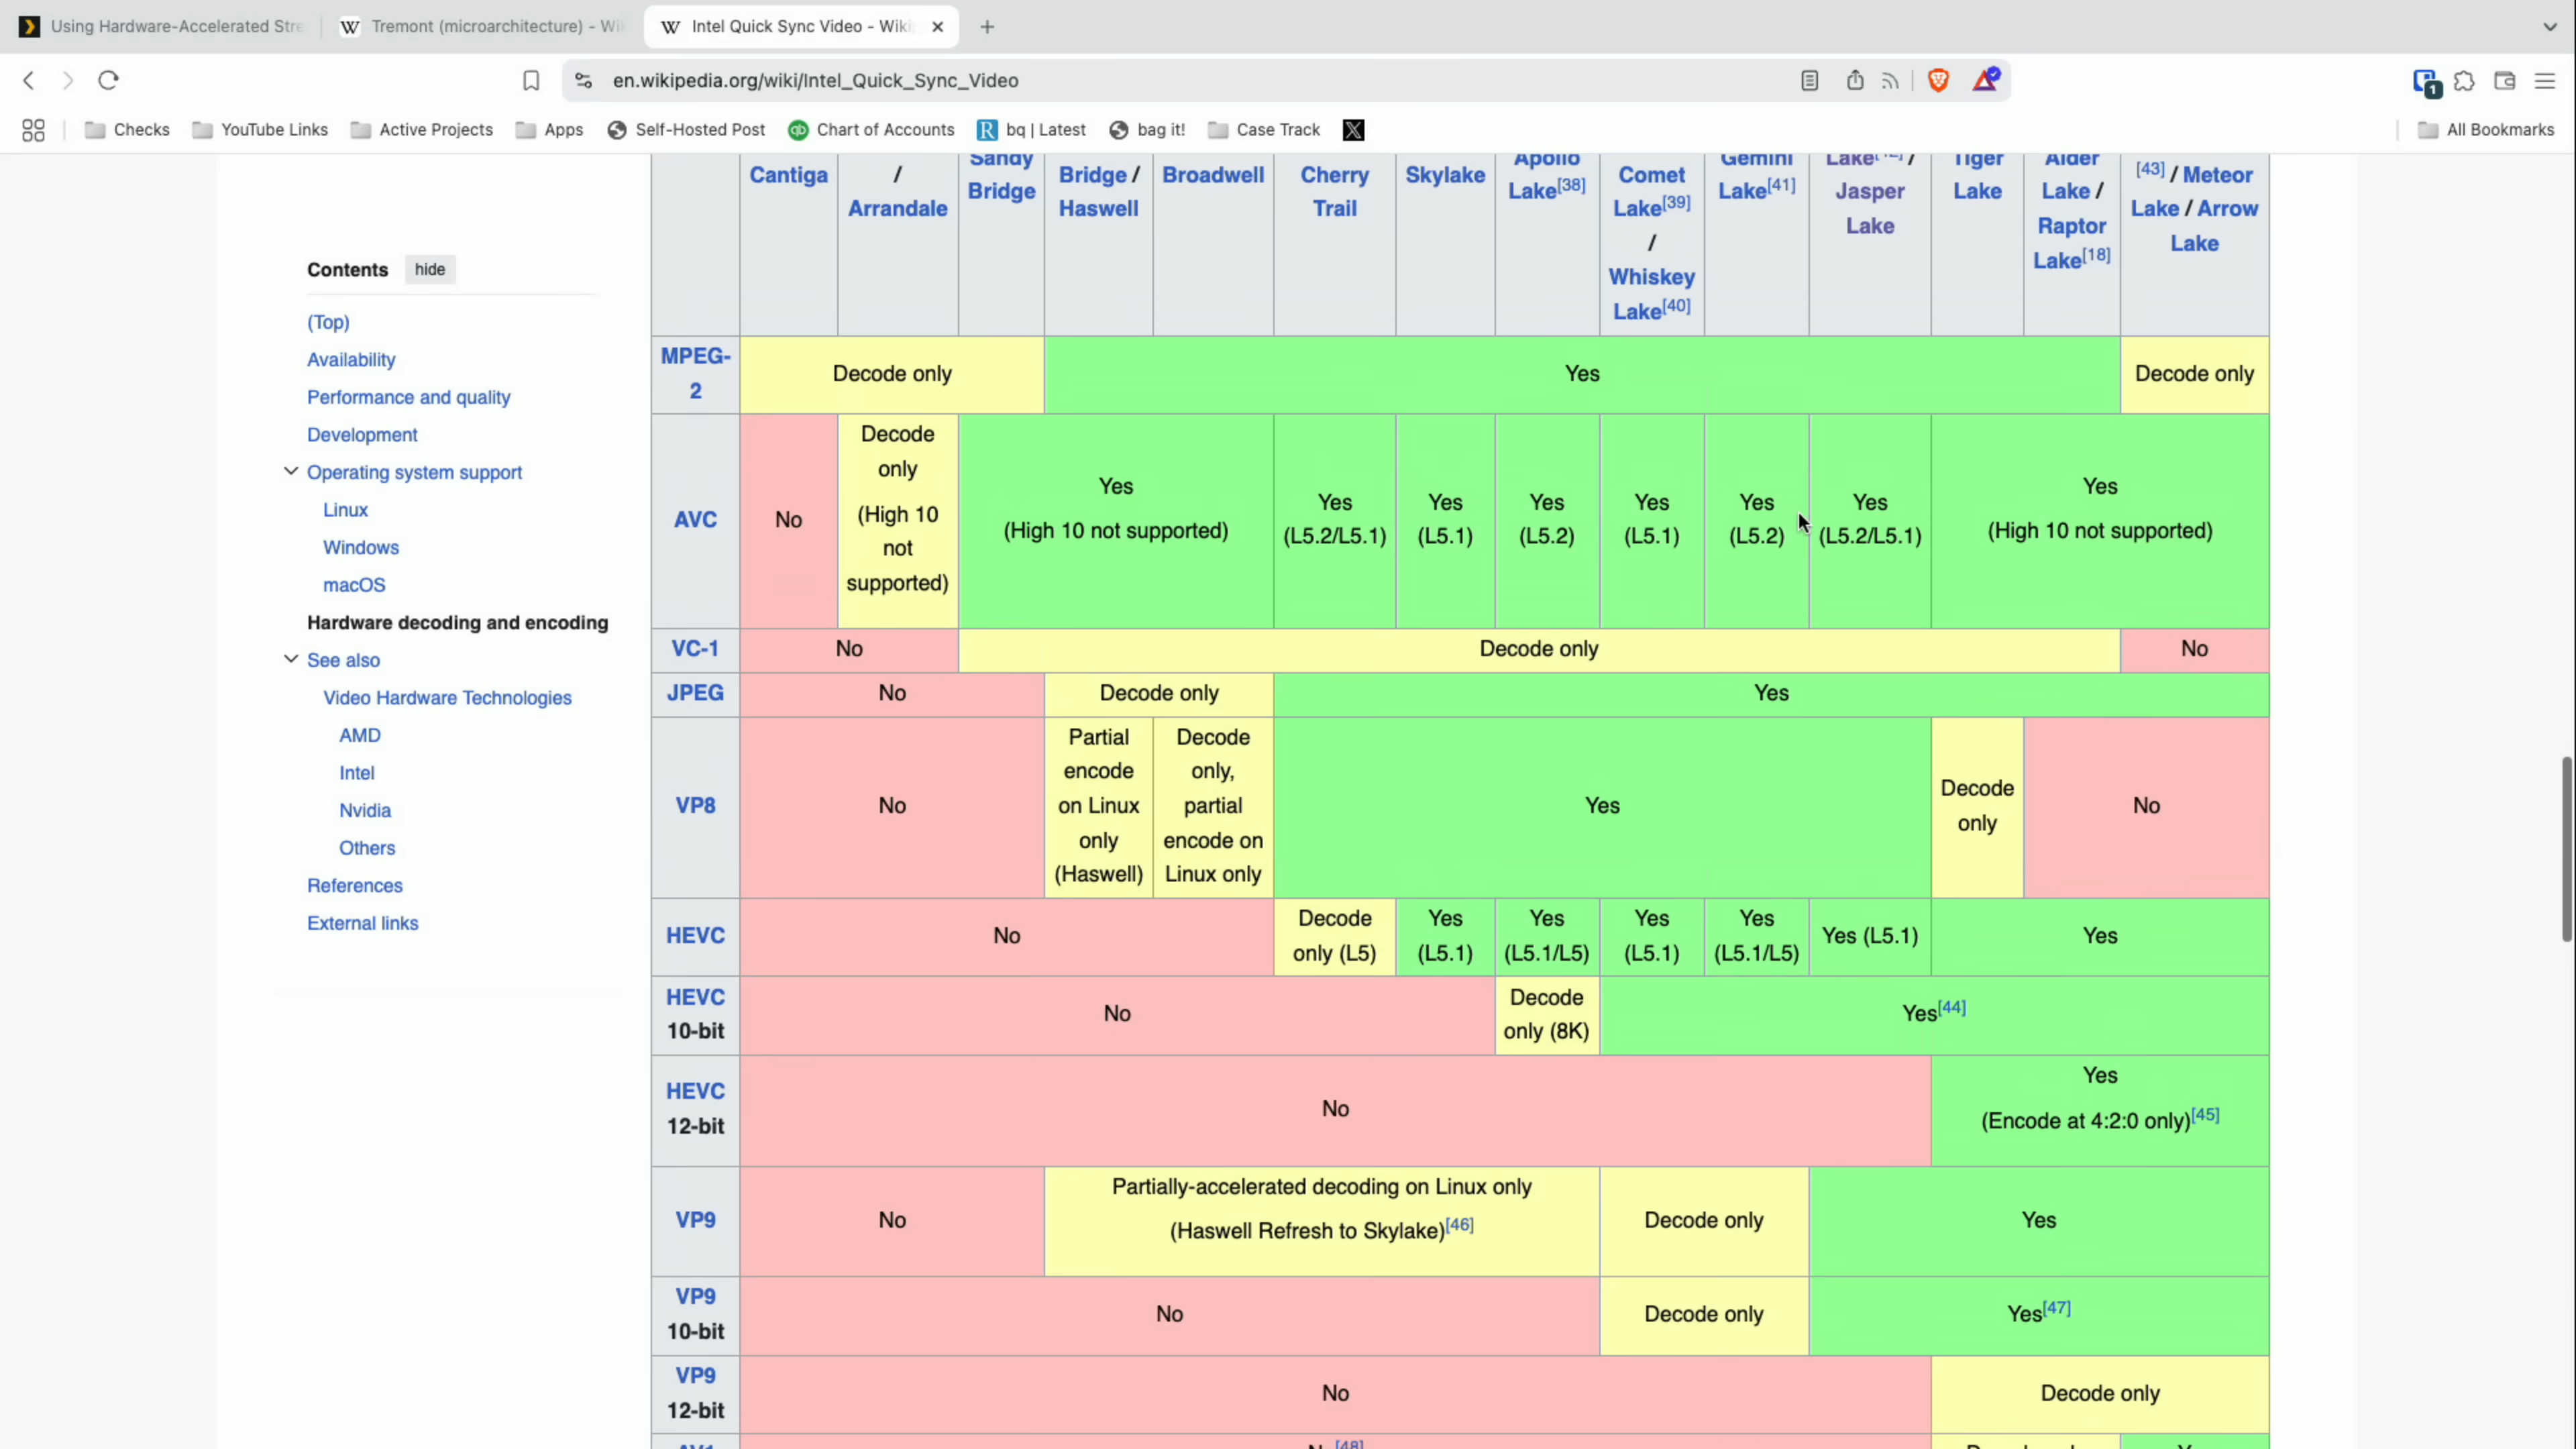 Using Hardware-Accelerated Stre
Tremont (microarchitecture) - Wi
Intel Quick Sync Video - Wiki
en.wikipedia.org/wiki/Intel_Quick_Sync_Video
1
Checks
YouTube Links
Active Projects
Apps
Self-Hosted Post
Chart of Accounts
bq | Latest
bag it!
Case Track
All Bookmarks
Contents hide
(Top)
Availability
Performance and quality
Development
Operating system support
Linux
Windows
macOS
Hardware decoding and encoding
See also
Video Hardware Technologies
AMD
Intel
Nvidia
Others
References
External links
Cantiga
/
Arrandale
Sandy
Bridge
Bridge /
Haswell
Broadwell
Cherry
Trail
Skylake
Apollo
Lake[38]
Comet
Lake[39]
/
Whiskey
Lake[40]
Gemini
Lake[41]
Lake /
Jasper
Lake
Tiger
Lake
Alder
Lake /
Raptor
Lake[18]
[43] / Meteor
Lake / Arrow
Lake
MPEG-
2
Decode only
Yes
Decode only
AVC
No
Decode
only
(High 10
not
supported)
Yes
(High 10 not supported)
Yes
(L5.2/L5.1)
Yes
(L5.1)
Yes
(L5.2)
Yes
(L5.1)
Yes
(L5.2)
Yes
(L5.2/L5.1)
Yes
(High 10 not supported)
VC-1
No
Decode only
No
JPEG
No
Decode only
Yes
VP8
No
Partial
encode
on Linux
only
(Haswell)
Decode
only,
partial
encode on
Linux only
Yes
Decode
only
No
HEVC
No
Decode
only (L5)
Yes
(L5.1)
Yes
(L5.1/L5)
Yes
(L5.1)
Yes
(L5.1/L5)
Yes (L5.1)
Yes
HEVC
10-bit
No
Decode
only (8K)
Yes[44]
HEVC
12-bit
No
Yes
(Encode at 4:2:0 only)[45]
VP9
No
Partially-accelerated decoding on Linux only
(Haswell Refresh to Skylake)[46]
Decode only
Yes
VP9
10-bit
No
Decode only
Yes[47]
VP9
12-bit
No
Decode only
AV1
[48]